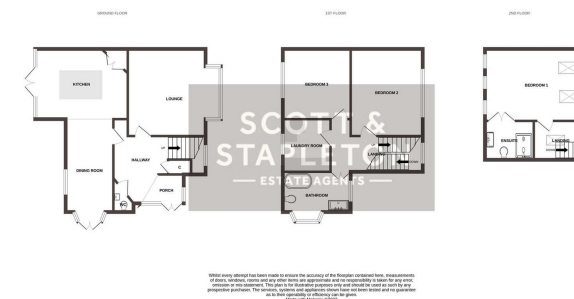 GROUND FLOOR
1ST FLOOR
2ND FLOOR
KITCHEN
LOUNGE
HALLWAY
UP
C
DINING ROOM
PORCH
WC
BEDROOM 3
BEDROOM 2
LAUNDRY ROOM
LANDING
BATHROOM
BEDROOM 1
ENSUITE
LANDING
SCOTT &
STAPLETON
ESTATE AGENTS
Whilst every attempt has been made to ensure the accuracy of the floorplan contained here, measurements
of doors, windows, rooms and any other items are approximate and no responsibility is taken for any error,
omission or mis-statement. This plan is for illustrative purposes only and should be used as such by any
prospective purchaser. The services, systems and appliances shown have not been tested and no guarantee
as to their operability or efficiency can be given.